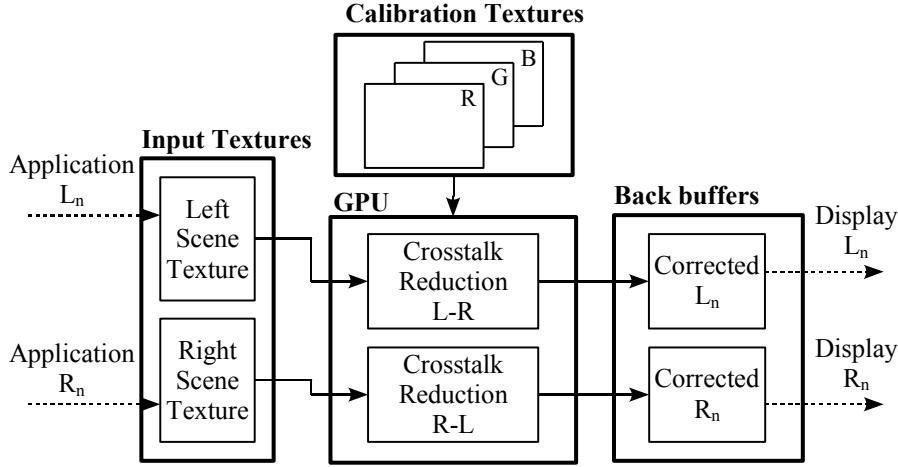 Calibration Textures
B
G
R
Input Textures
Application
Lₙ
Left
Scene
Texture
Application
Rₙ
Right
Scene
Texture
GPU
Crosstalk
Reduction
L-R
Crosstalk
Reduction
R-L
Back buffers
Corrected
Lₙ
Corrected
Rₙ
Display
Lₙ
Display
Rₙ